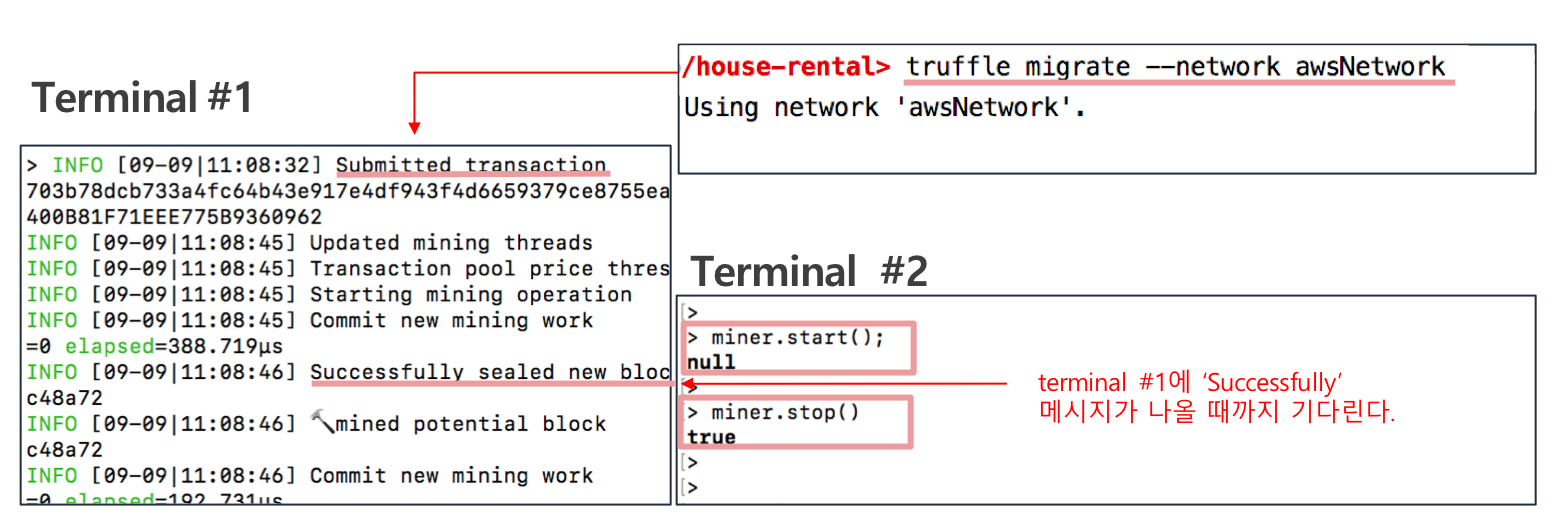 Terminal #1
/house-rental> truffle migrate --network awsNetwork
Using network 'awsNetwork'.
> INFO [09-09|11:08:32] Submitted transaction
703b78dcb733a4fc64b43e917e4df943f4d6659379ce8755ea
400B81F71EEE775B9360962
INFO [09-09|11:08:45] Updated mining threads
INFO [09-09|11:08:45] Transaction pool price thres
INFO [09-09|11:08:45] Starting mining operation
INFO [09-09|11:08:45] Commit new mining work
=0 elapsed=388.719µs
INFO [09-09|11:08:46] Successfully sealed new bloc
c48a72
INFO [09-09|11:08:46] 🔨mined potential block
c48a72
INFO [09-09|11:08:46] Commit new mining work
=0 elapsed=192.731µs
Terminal #2
[>
> miner.start();
null
[>
> miner.stop()
true
[>
[>
terminal #1에 ‘Successfully’
메시지가 나올 때까지 기다린다.